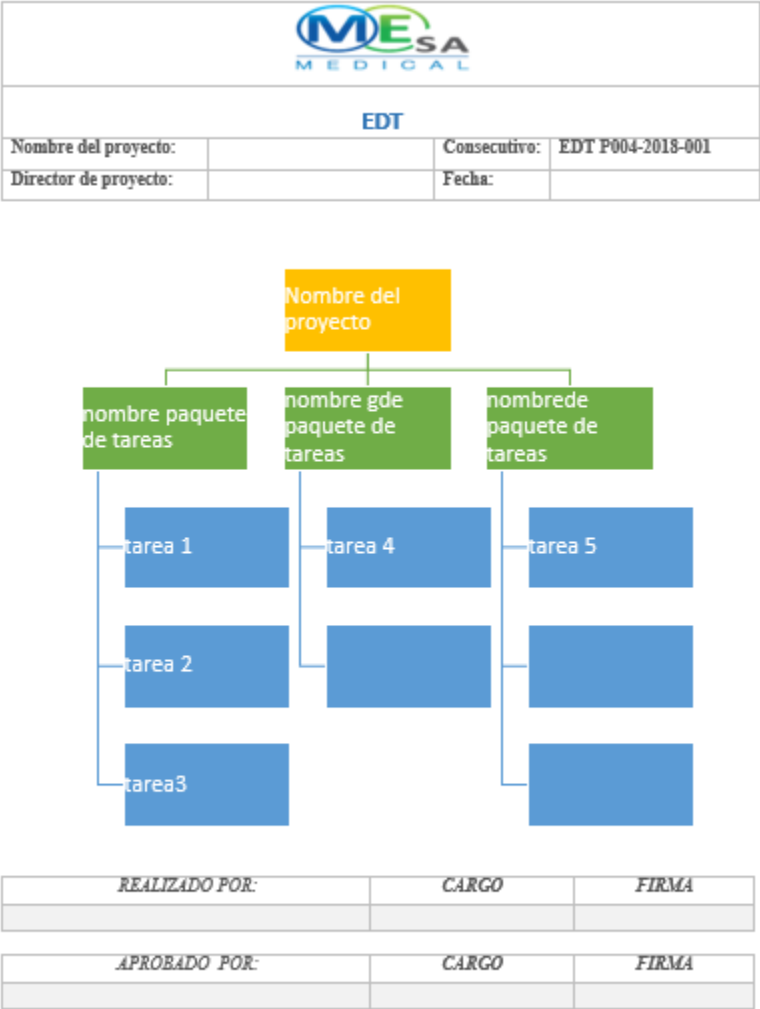 MEsA
MEDICAL
EDT
Nombre del proyecto:
Consecutivo: EDT P004-2018-001
Director de proyecto:
Fecha:
Nombre del
proyecto
nombre paquete
de tareas
nombre gde
paquete de
tareas
nombrede
paquete de
tareas
tarea 1
tarea 4
tarea 5
tarea 2
tarea3
REALIZADO POR: CARGO FIRMA
APROBADO POR: CARGO FIRMA